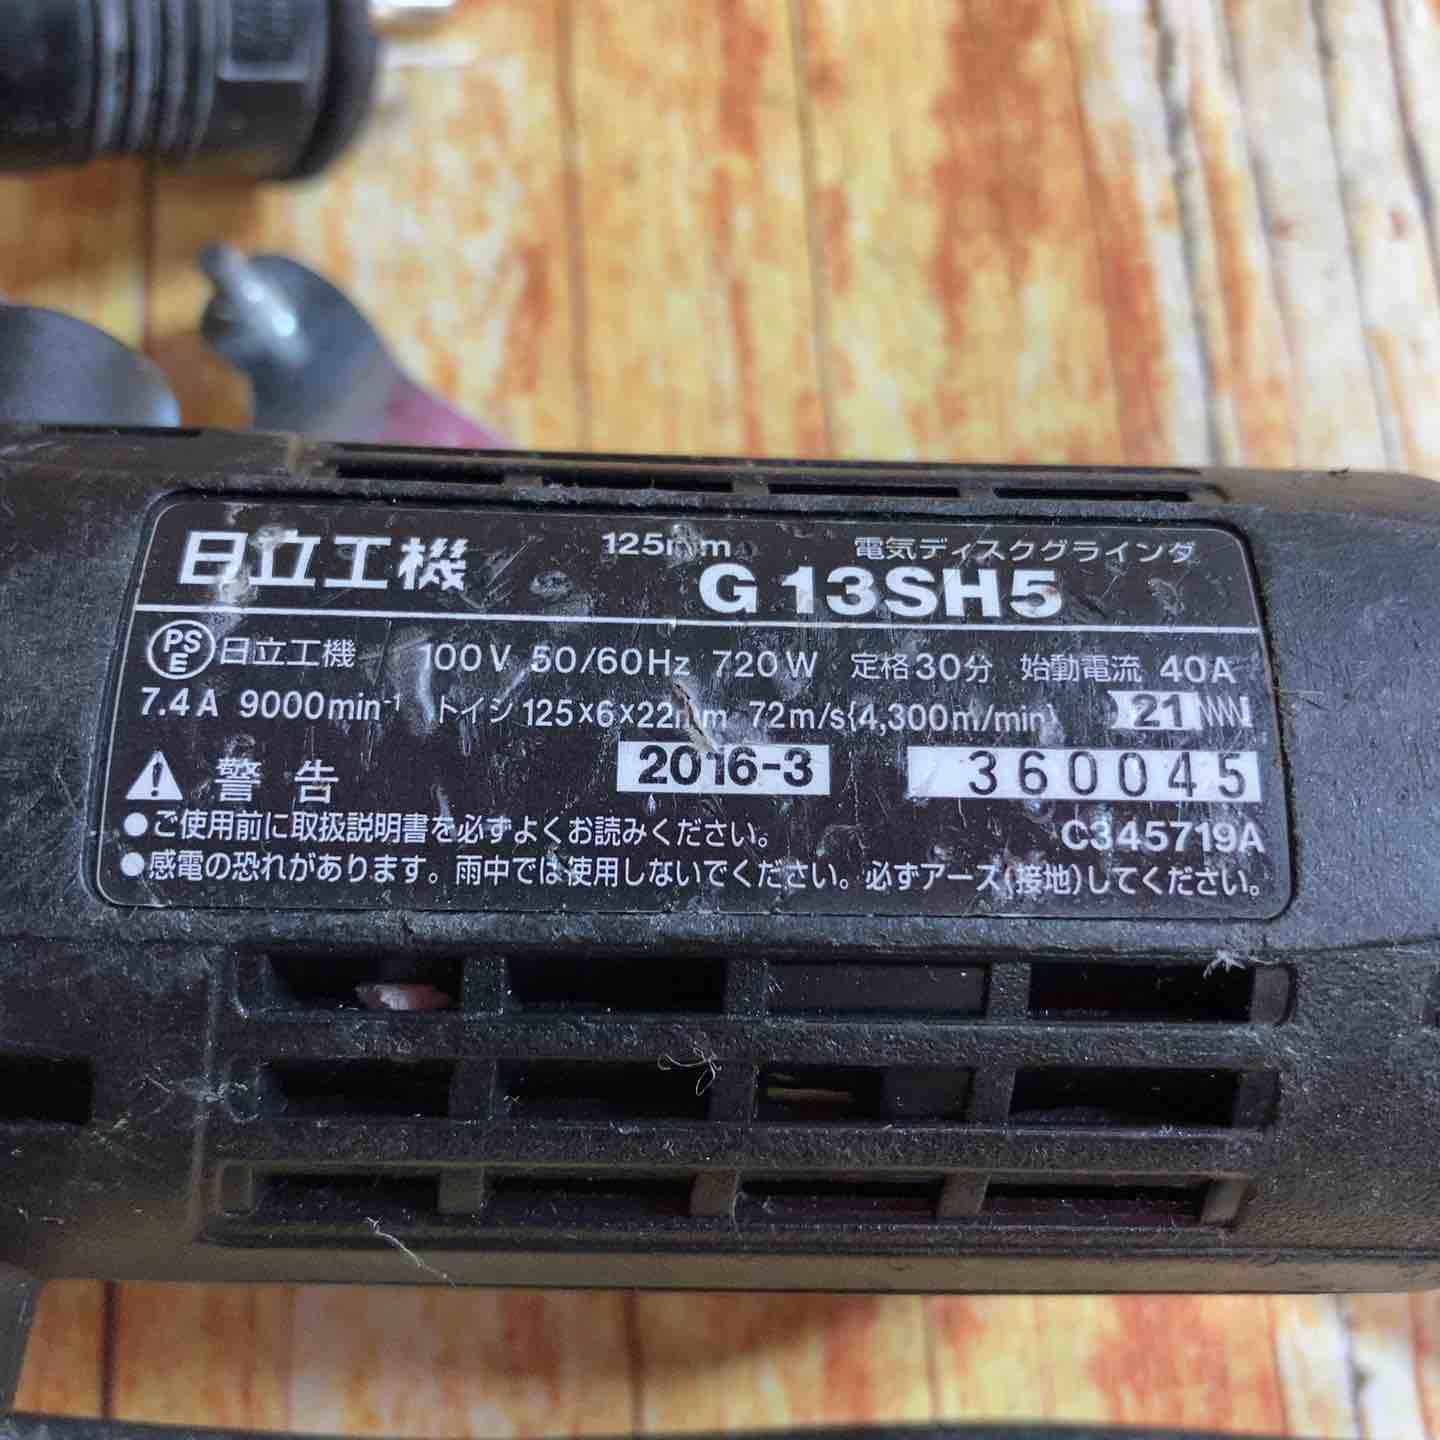 日立工機 125mm 電気ディスクグラインダ
G 13SH5
PSE 日立工機 100V 50/60Hz 720W 定格30分 始動電流 40A
7.4A 9000min-1 トイシ 125x6x22mm 72m/s{4,300m/min} 21
警告 2016-3 360045
●ご使用前に取扱説明書を必ずよくお読みください。 C345719A
●感電の恐れがあります。雨中では使用しないでください。必ずアース(接地)してください。